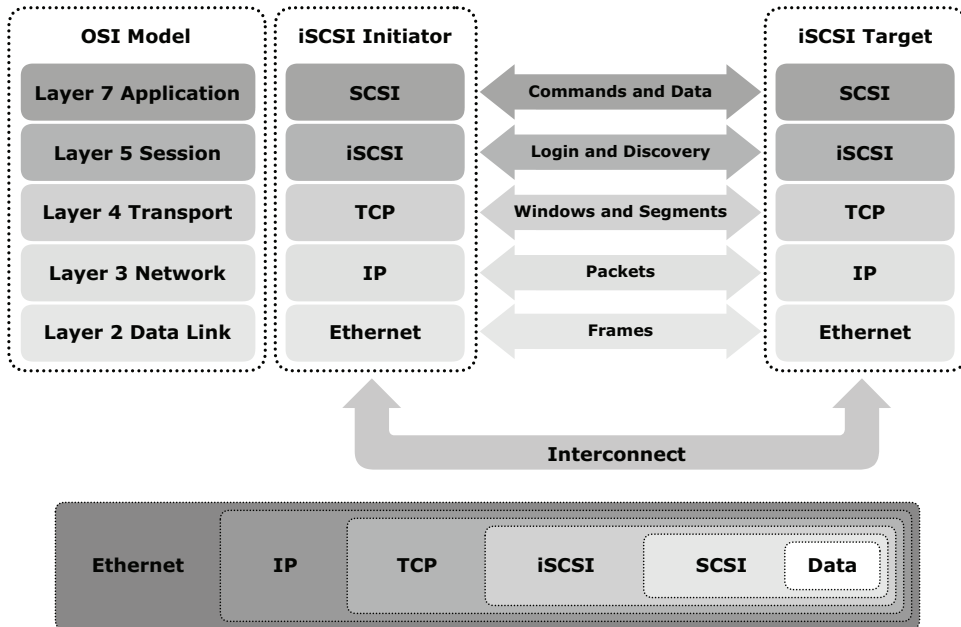 OSI Model
iSCSI Initiator
iSCSI Target
Layer 7 Application
SCSI
Commands and Data
SCSI
Layer 5 Session
iSCSI
Login and Discovery
iSCSI
Layer 4 Transport
TCP
Windows and Segments
TCP
Layer 3 Network
IP
Packets
IP
Layer 2 Data Link
Ethernet
Frames
Ethernet
Interconnect
Ethernet
IP
TCP
iSCSI
SCSI
Data